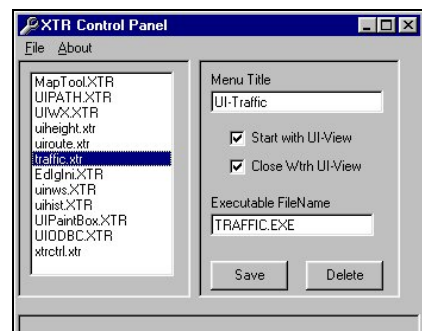 XTR Control Panel
File About
MapTool.XTR
UIPATH.XTR
UIWX.XTR
uiheight.xtr
uiroute.xtr
traffic.xtr
EdIgIni.XTR
uinws.XTR
uihist.XTR
UIPaintBox.XTR
UIODBC.XTR
xtrctrl.xtr
Menu Title
UI-Traffic
Start with UI-View
Close Wtrh UI-View
Executable FileName
TRAFFIC.EXE
Save Delete